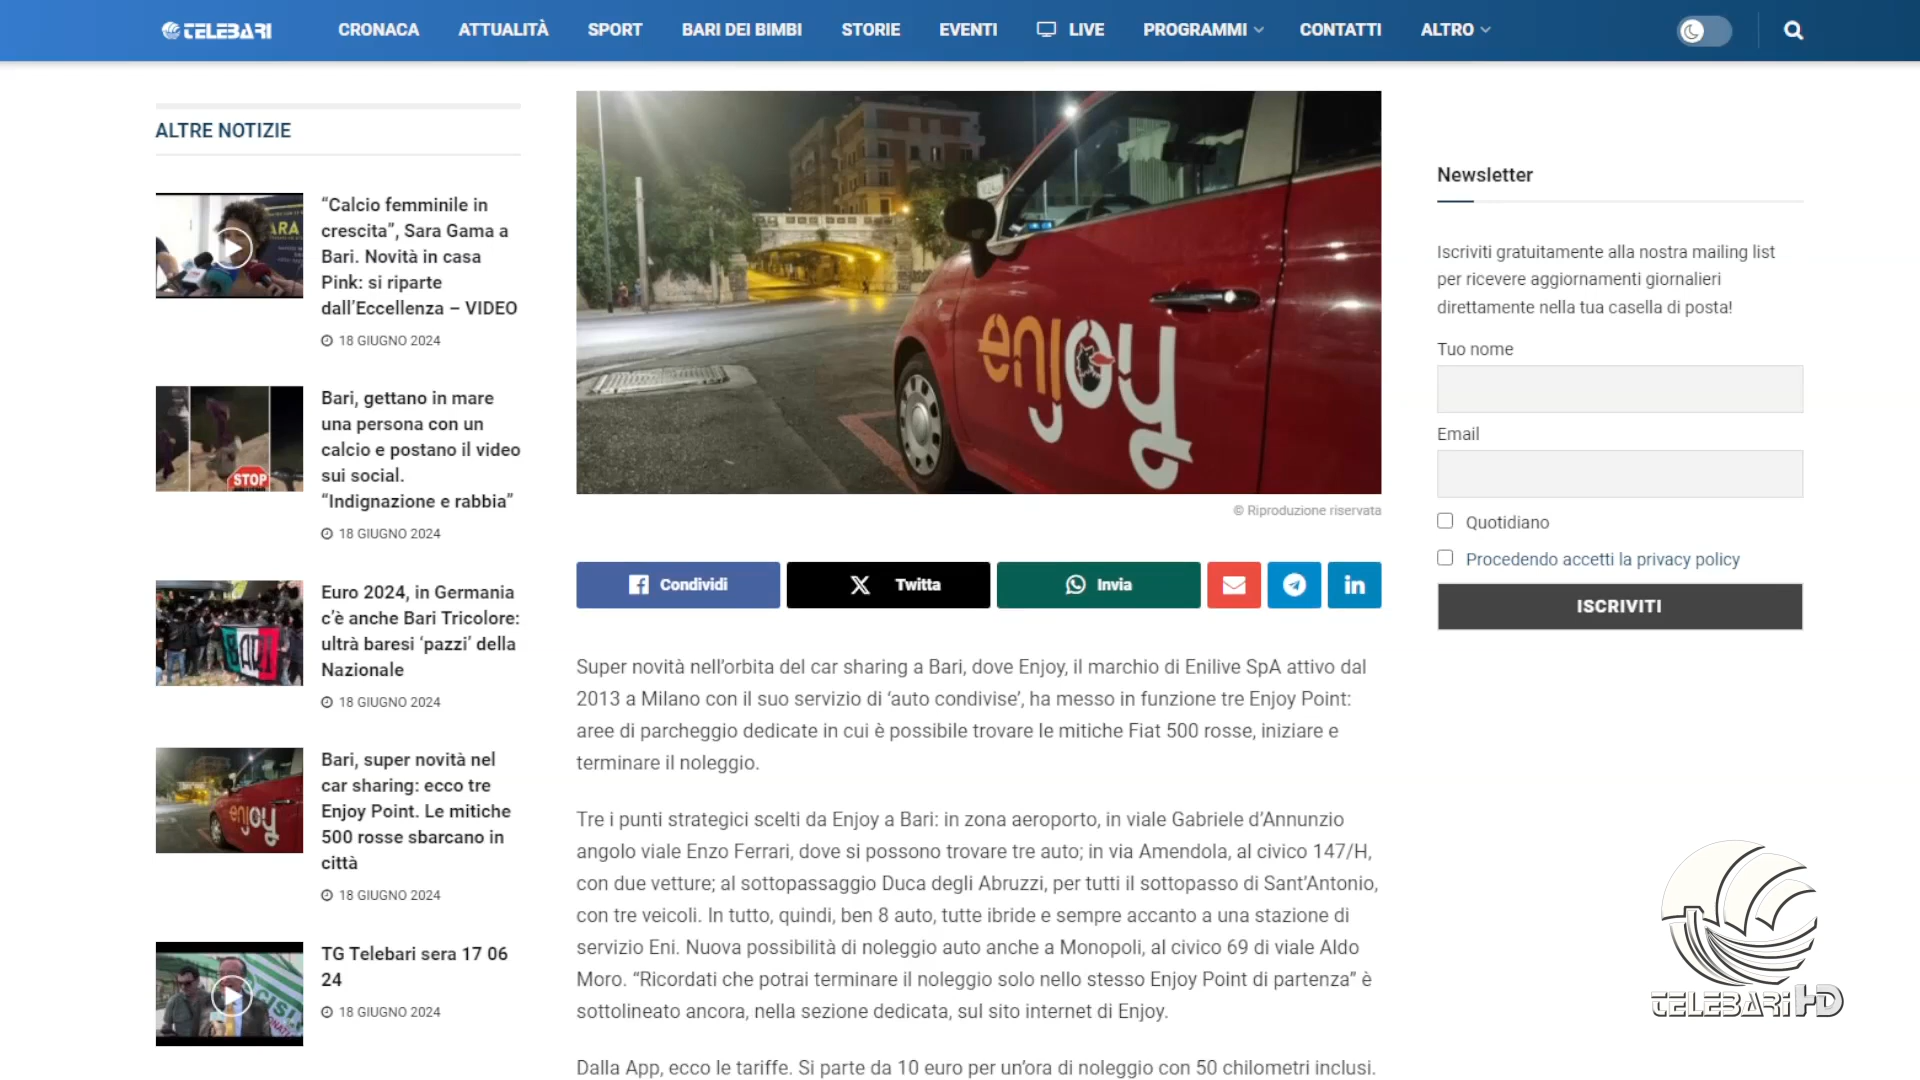 TELEBARI
CRONACA
ATTUALITÀ
SPORT
BARI DEI BIMBI
STORIE
EVENTI
LIVE
PROGRAMMI
CONTATTI
ALTRO
ALTRE NOTIZIE
“Calcio femminile in
crescita”, Sara Gama a
Bari. Novità in casa
Pink: si riparte
dall’Eccellenza – VIDEO
18 GIUGNO 2024
STOP
Bari, gettano in mare
una persona con un
calcio e postano il video
sui social.
“Indignazione e rabbia”
18 GIUGNO 2024
BARI
Euro 2024, in Germania
c’è anche Bari Tricolore:
ultrà baresi ‘pazzi’ della
Nazionale
18 GIUGNO 2024
enjoy
Bari, super novità nel
car sharing: ecco tre
Enjoy Point. Le mitiche
500 rosse sbarcano in
città
18 GIUGNO 2024
TG Telebari sera 17 06
24
18 GIUGNO 2024
enjoy
© Riproduzione riservata
Condividi
Twitta
Invia
Super novità nell’orbita del car sharing a Bari, dove Enjoy, il marchio di Enilive SpA attivo dal
2013 a Milano con il suo servizio di ‘auto condivise’, ha messo in funzione tre Enjoy Point:
aree di parcheggio dedicate in cui è possibile trovare le mitiche Fiat 500 rosse, iniziare e
terminare il noleggio.
Tre i punti strategici scelti da Enjoy a Bari: in zona aeroporto, in viale Gabriele d’Annunzio
angolo viale Enzo Ferrari, dove si possono trovare tre auto; in via Amendola, al civico 147/H,
con due vetture; al sottopassaggio Duca degli Abruzzi, per tutti il sottopasso di Sant’Antonio,
con tre veicoli. In tutto, quindi, ben 8 auto, tutte ibride e sempre accanto a una stazione di
servizio Eni. Nuova possibilità di noleggio auto anche a Monopoli, al civico 69 di viale Aldo
Moro. “Ricordati che potrai terminare il noleggio solo nello stesso Enjoy Point di partenza” è
sottolineato ancora, nella sezione dedicata, sul sito internet di Enjoy.
Dalla App, ecco le tariffe. Si parte da 10 euro per un’ora di noleggio con 50 chilometri inclusi.
Newsletter
Iscriviti gratuitamente alla nostra mailing list
per ricevere aggiornamenti giornalieri
direttamente nella tua casella di posta!
Tuo nome
Email
Quotidiano
Procedendo accetti la privacy policy
ISCRIVITI
TELEBARI HD